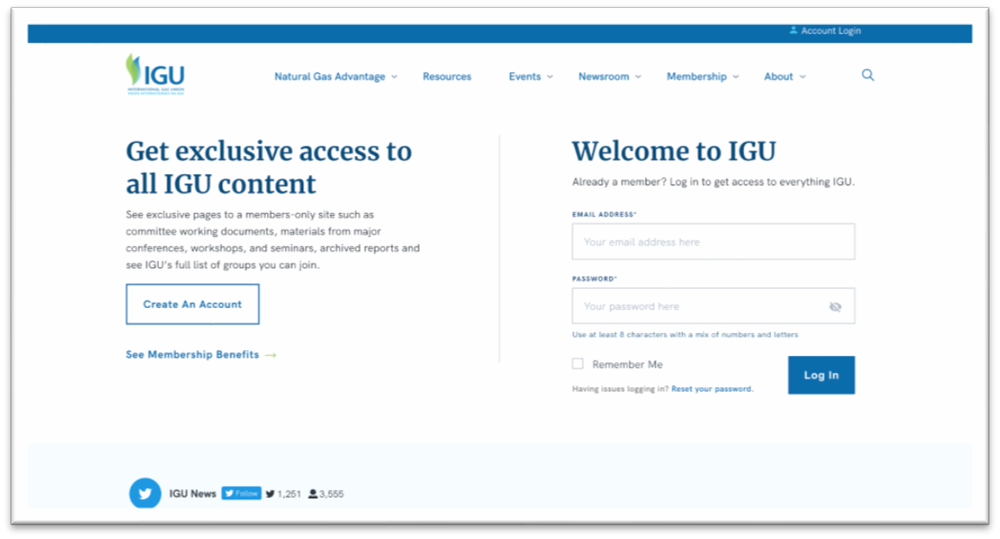 Account Login
IGU
INTERNATIONAL GAS UNION
UNION INTERNATIONALE DU GAZ
Natural Gas Advantage
Resources
Events
Newsroom
Membership
About
Get exclusive access to
all IGU content
See exclusive pages to a members-only site such as
committee working documents, materials from major
conferences, workshops, and seminars, archived reports and
see IGU's full list of groups you can join.
Create An Account
See Membership Benefits →
Welcome to IGU
Already a member? Log in to get access to everything IGU.
EMAIL ADDRESS*
Your email address here
PASSWORD*
Your password here
Use at least 8 characters with a mix of numbers and letters
Remember Me
Log In
Having issues logging in? Reset your password.
IGU News Follow 1,251 3,555